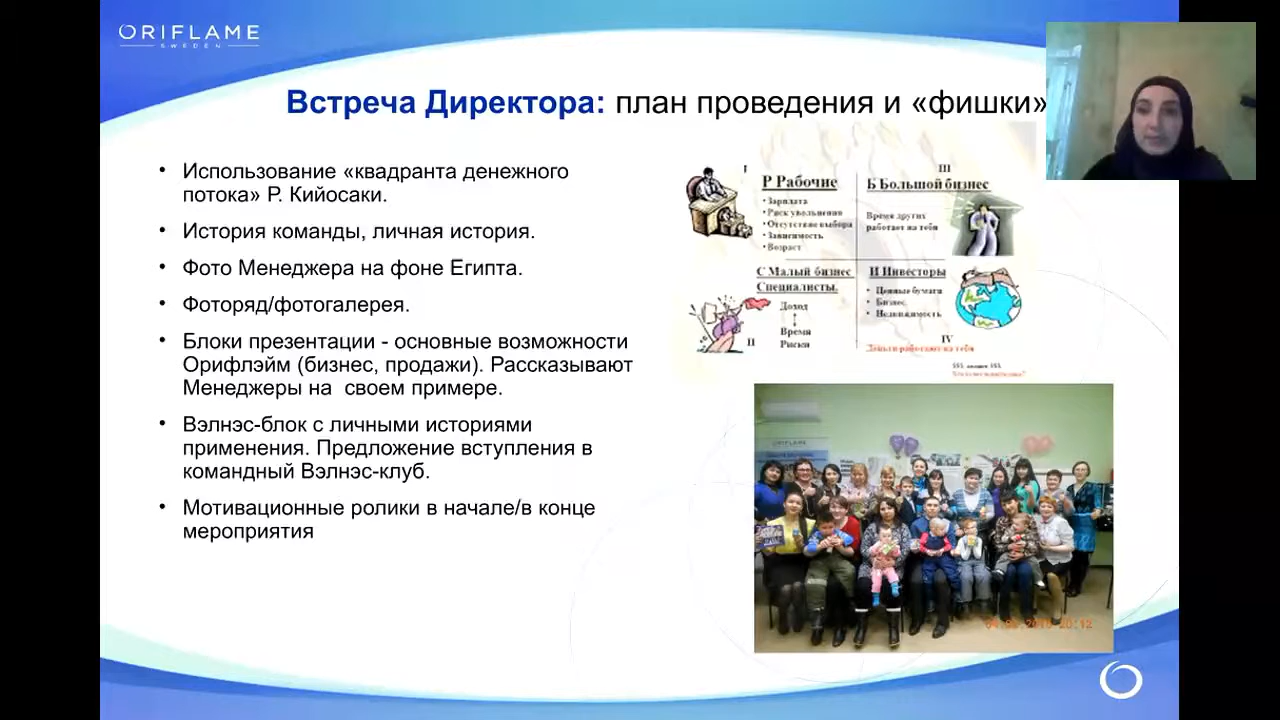 ORIFLAME
SWEDEN
Встреча Директора: план проведения и «фишки»
• Использование «квадранта денежного
потока» Р. Кийосаки.
• История команды, личная история.
• Фото Менеджера на фоне Египта.
• Фоторяд/фотогалерея.
• Блоки презентации - основные возможности
Орифлэйм (бизнес, продажи). Рассказывают
Менеджеры на своем примере.
• Вэлнэс-блок с личными историями
применения. Предложение вступления в
командный Вэлнэс-клуб.
• Мотивационные ролики в начале/в конце
мероприятия
I
Р Рабочие
• Зарплата
• Риск увольнения
• Отсутствие выбора
• Зависимость
• Возраст
III
Б Большой бизнес
Время других
работает на тебя
С Малый бизнес
Специалисты.
Доход
Время
Риски
II
И Инвесторы
• Ценные бумаги
• Бизнес
• Недвижимость
IV
Деньги работают на тебя
ORIFLAME